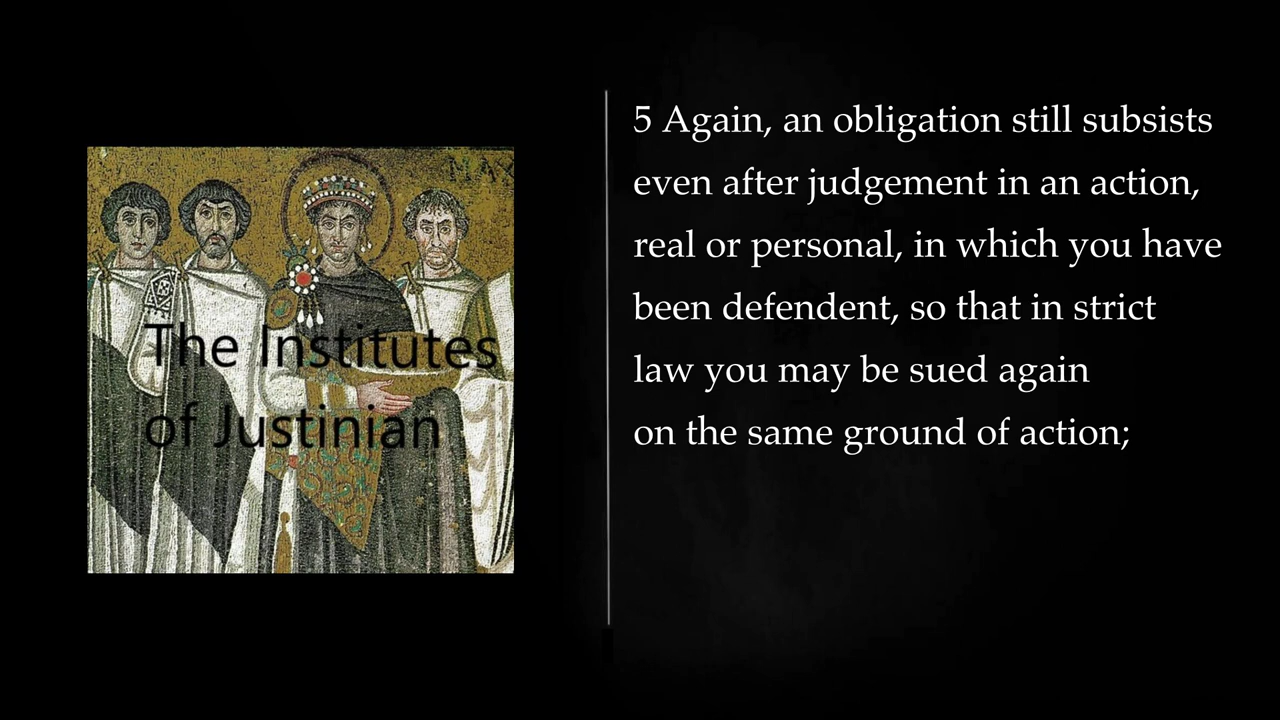 MAX
The Institutes
of Justinian
5 Again, an obligation still subsists
even after judgement in an action,
real or personal, in which you have
been defendent, so that in strict
law you may be sued again
on the same ground of action;